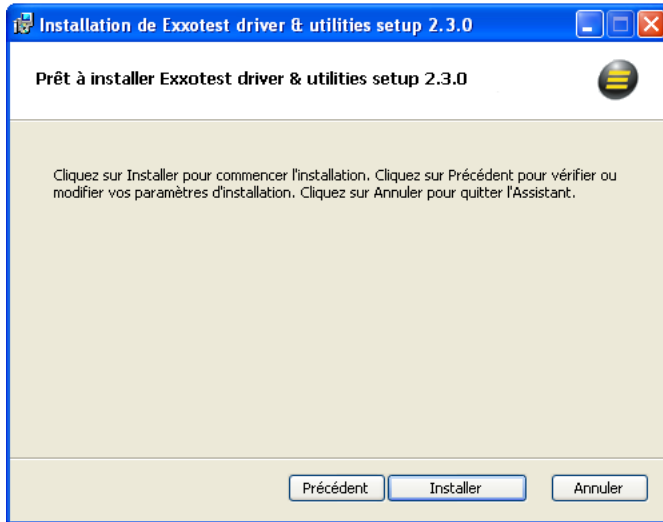 Installation de Exxotest driver & utilities setup 2.3.0
Prêt à installer Exxotest driver & utilities setup 2.3.0
Cliquez sur Installer pour commencer l'installation. Cliquez sur Précédent pour vérifier ou
modifier vos paramètres d'installation. Cliquez sur Annuler pour quitter l'Assistant.
Précédent Installer Annuler